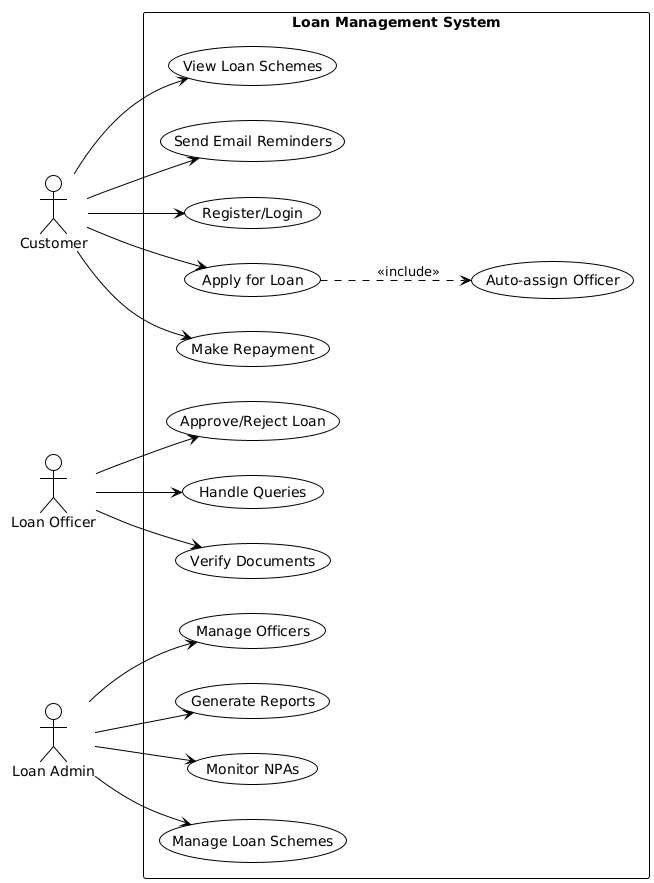 Loan Management System
View Loan Schemes
Send Email Reminders
Register/Login
Customer
Apply for Loan
«include»
Auto-assign Officer
Make Repayment
Approve/Reject Loan
Handle Queries
Loan Officer
Verify Documents
Manage Officers
Generate Reports
Monitor NPAs
Loan Admin
Manage Loan Schemes